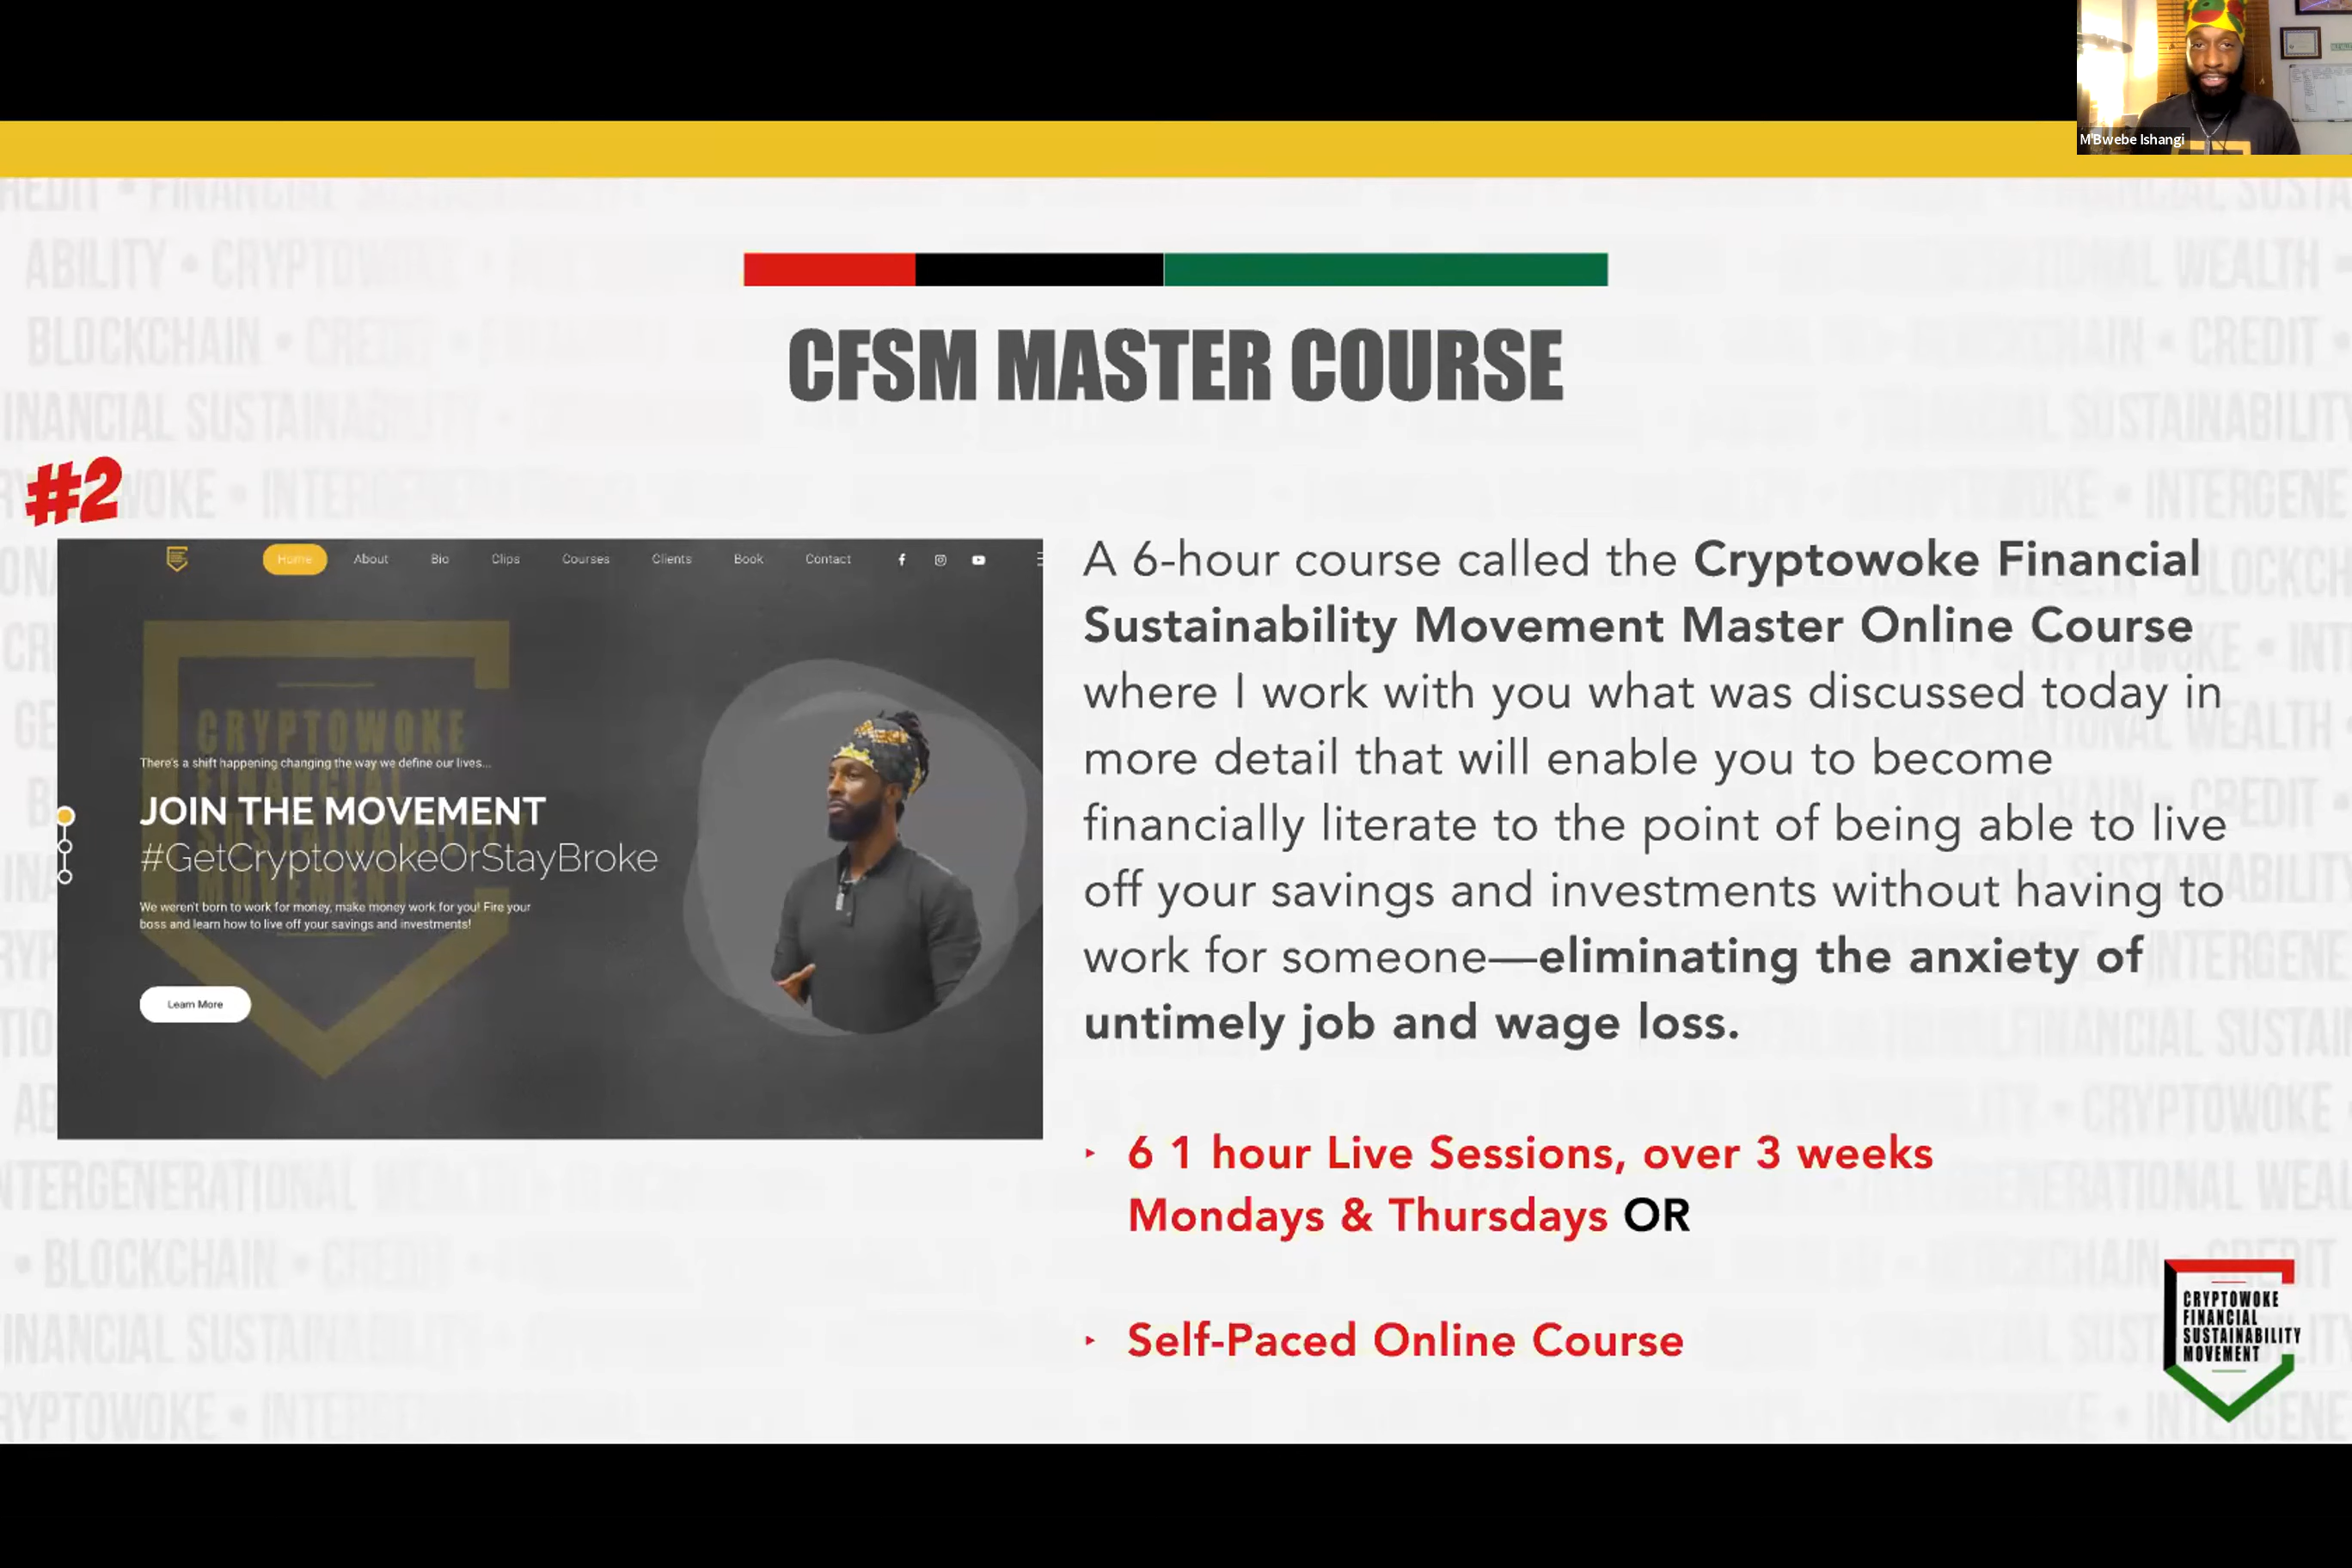 M'Bwebe Ishangi
CFSM MASTER COURSE
#2
Home About Bio Clips Courses Clients Book Contact
CRYPTOWOKE
FINANCIAL
SUSTAINABILITY
MOVEMENT
There's a shift happening changing the way we define our lives...
JOIN THE MOVEMENT
#GetCryptowokeOrStayBroke
We weren't born to work for money, make money work for you! Fire your
boss and learn how to live off your savings and investments!
Learn More
A 6-hour course called the Cryptowoke Financial
Sustainability Movement Master Online Course
where I work with you what was discussed today in
more detail that will enable you to become
financially literate to the point of being able to live
off your savings and investments without having to
work for someone—eliminating the anxiety of
untimely job and wage loss.
‣ 6 1 hour Live Sessions, over 3 weeks
Mondays & Thursdays OR
‣ Self-Paced Online Course
CRYPTOWOKE
FINANCIAL
SUSTAINABILITY
MOVEMENT